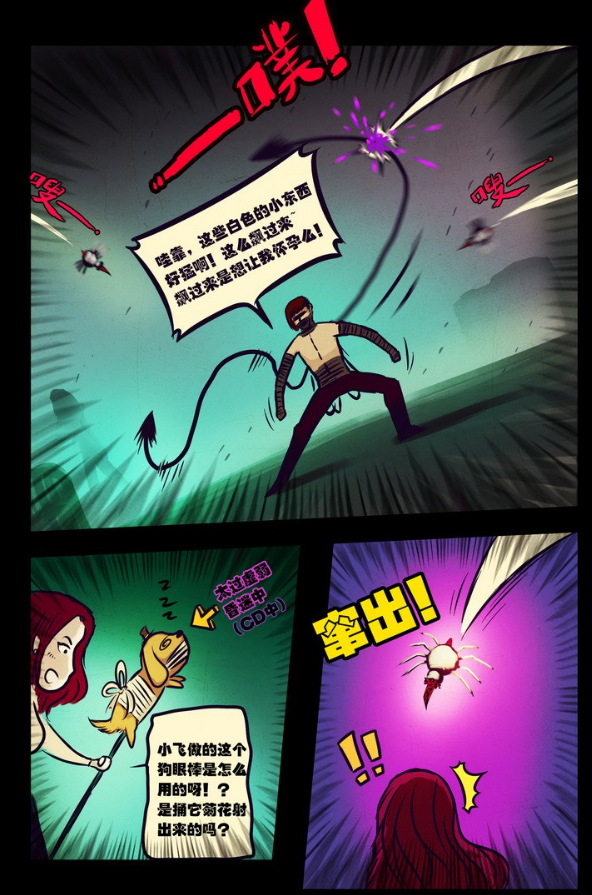 噗!
嗖
嗖
哇靠，这些白色的小东西
好猛啊！这么飙过来~
飙过来是想让我怀孕么！
zzz
太过虚弱
昏迷中
(CD中)
小飞做的这个
狗眼棒是怎么
用的呀！？
是捅它菊花射
出来的吗？
窜出!
!!